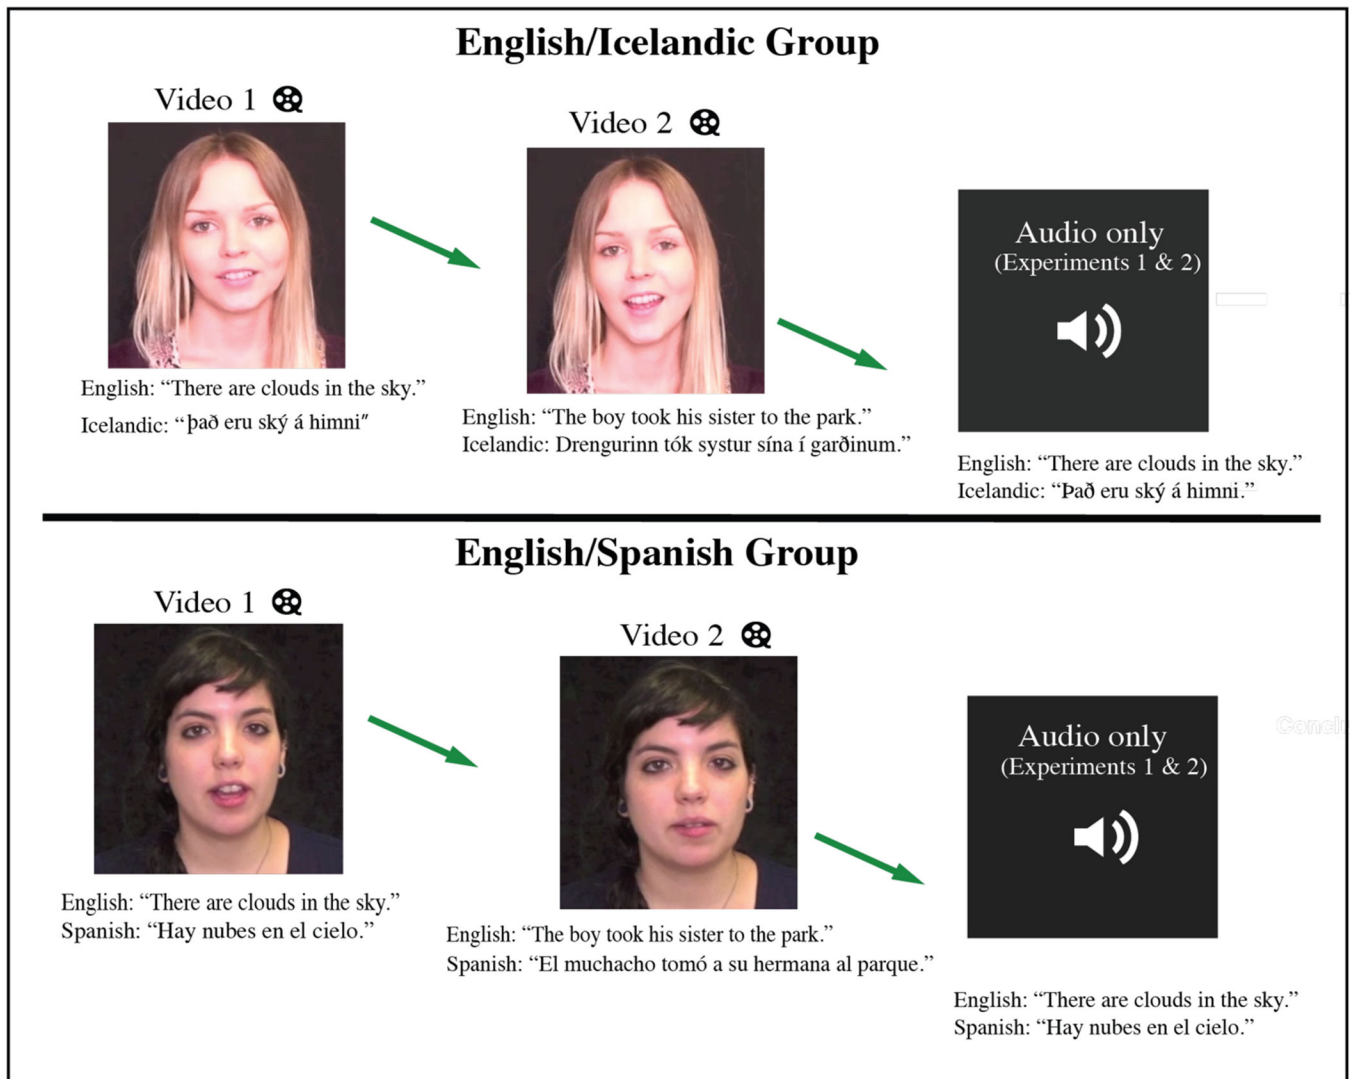 English/Icelandic Group
Video 1
Video 2
Audio only
(Experiments 1 & 2)
English: “There are clouds in the sky.”
Icelandic: “það eru ský á himni”
English: “The boy took his sister to the park.”
Icelandic: Drengurinn tók systur sína í garðinum.”
English: “There are clouds in the sky.”
Icelandic: “Það eru ský á himni.”
English/Spanish Group
Video 1
Video 2
Audio only
(Experiments 1 & 2)
English: “There are clouds in the sky.”
Spanish: “Hay nubes en el cielo.”
English: “The boy took his sister to the park.”
Spanish: “El muchacho tomó a su hermana al parque.”
English: “There are clouds in the sky.”
Spanish: “Hay nubes en el cielo.”